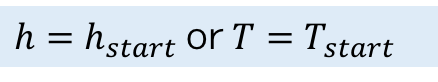 h = h_start or T = T_start